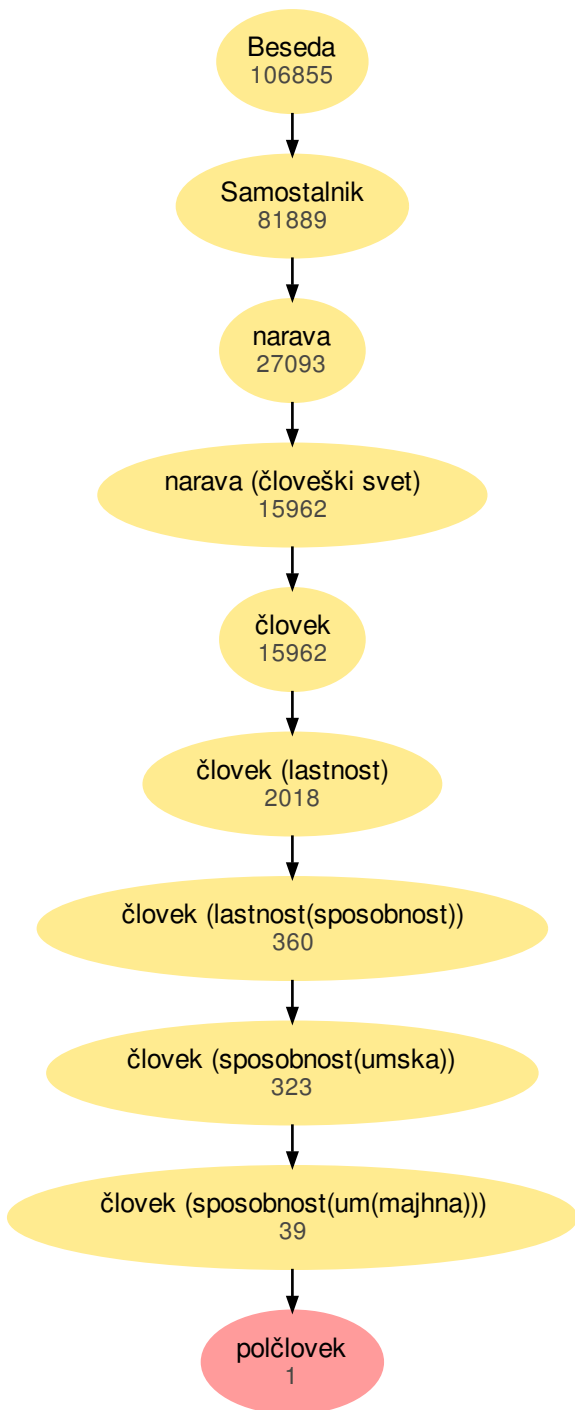 Beseda
106855
Samostalnik
81889
narava
27093
narava (človeški svet)
15962
človek
15962
človek (lastnost)
2018
človek (lastnost(sposobnost))
360
človek (sposobnost(umska))
323
človek (sposobnost(um(majhna)))
39
polčlovek
1